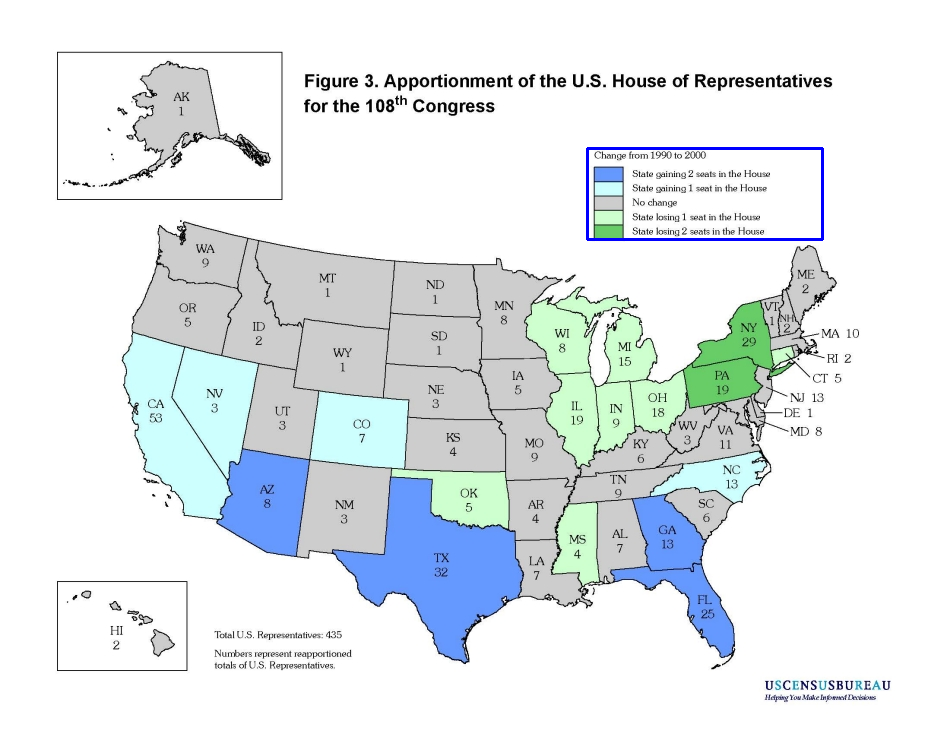 Figure 3. Apportionment of the U.S. House of Representatives
for the 108th Congress
AK
1
Change from 1990 to 2000
State gaining 2 seats in the House
State gaining 1 seat in the House
No change
State losing 1 seat in the House
State losing 2 seats in the House
WA
9
OR
5
CA
53
NV
3
ID
2
MT
1
WY
1
UT
3
CO
7
AZ
8
NM
3
ND
1
SD
1
NE
3
KS
4
OK
5
TX
32
MN
8
IA
5
MO
9
AR
4
LA
7
WI
8
IL
19
MI
15
IN
9
OH
18
KY
6
TN
9
MS
4
AL
7
GA
13
FL
25
SC
6
NC
13
VA
11
WV
3
PA
19
NY
29
VT
1
NH
2
ME
2
MA 10
RI 2
CT 5
NJ 13
DE 1
MD 8
HI
2
Total U.S. Representatives: 435
Numbers represent reapportioned
totals of U.S. Representatives.
USCENSUSBUREAU
Helping You Make Informed Decisions